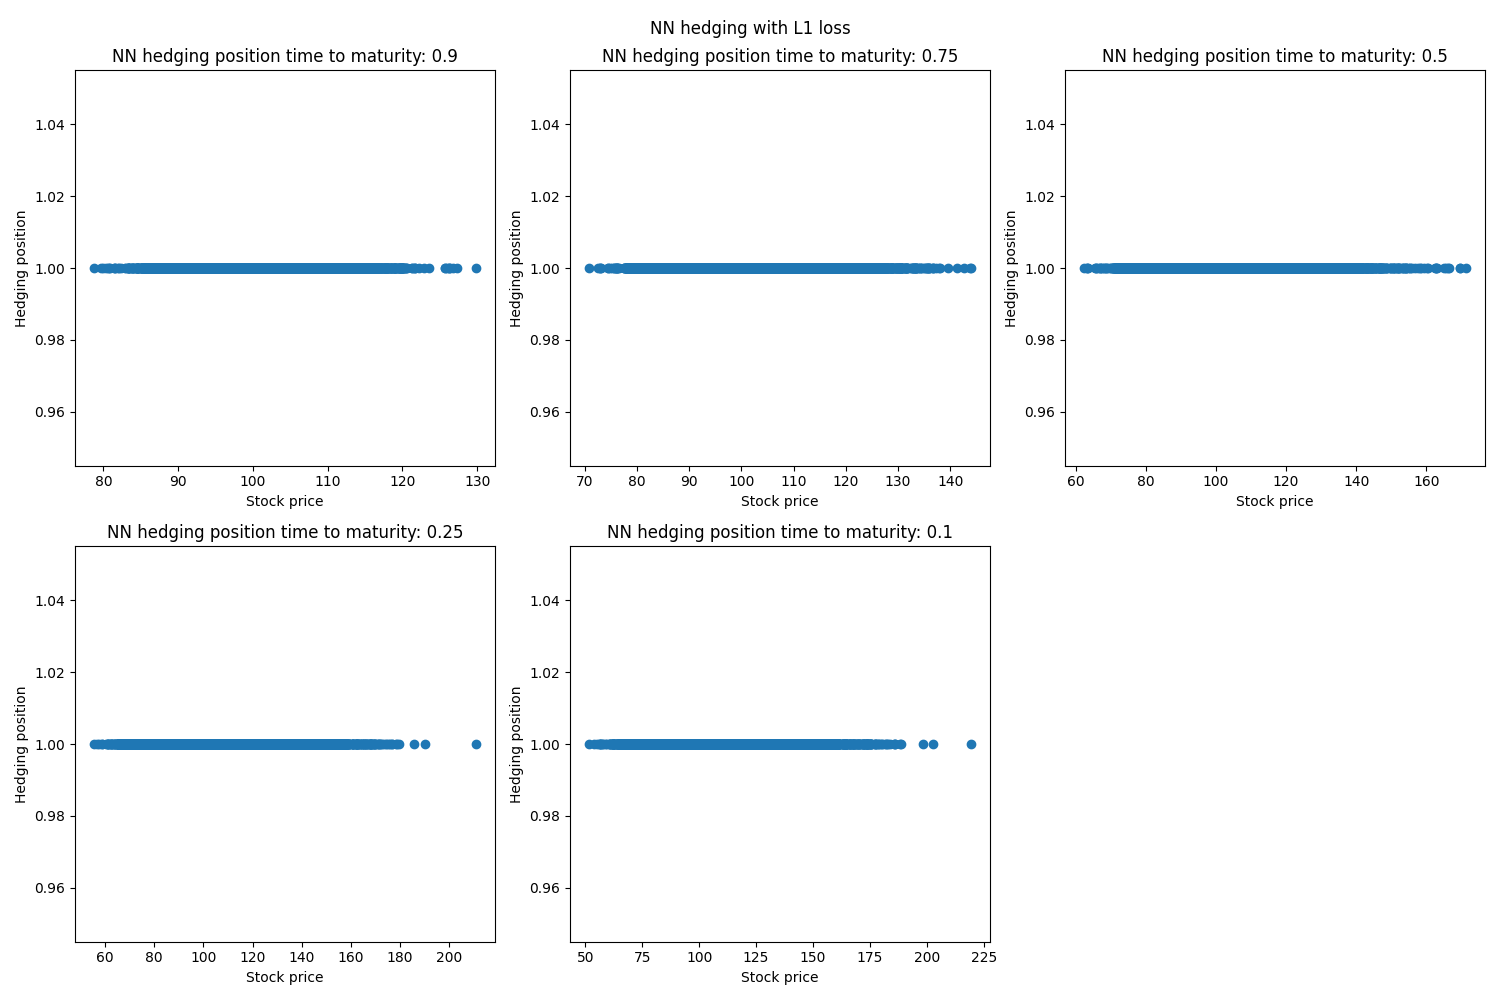 NN hedging with L1 loss
NN hedging position time to maturity: 0.9
1.04
1.02
1.00
0.98
0.96
Hedging position
80 90 100 110 120 130
Stock price
NN hedging position time to maturity: 0.75
1.04
1.02
1.00
0.98
0.96
Hedging position
70 80 90 100 110 120 130 140
Stock price
NN hedging position time to maturity: 0.5
1.04
1.02
1.00
0.98
0.96
Hedging position
60 80 100 120 140 160
Stock price
NN hedging position time to maturity: 0.25
1.04
1.02
1.00
0.98
0.96
Hedging position
60 80 100 120 140 160 180 200
Stock price
NN hedging position time to maturity: 0.1
1.04
1.02
1.00
0.98
0.96
Hedging position
50 75 100 125 150 175 200 225
Stock price